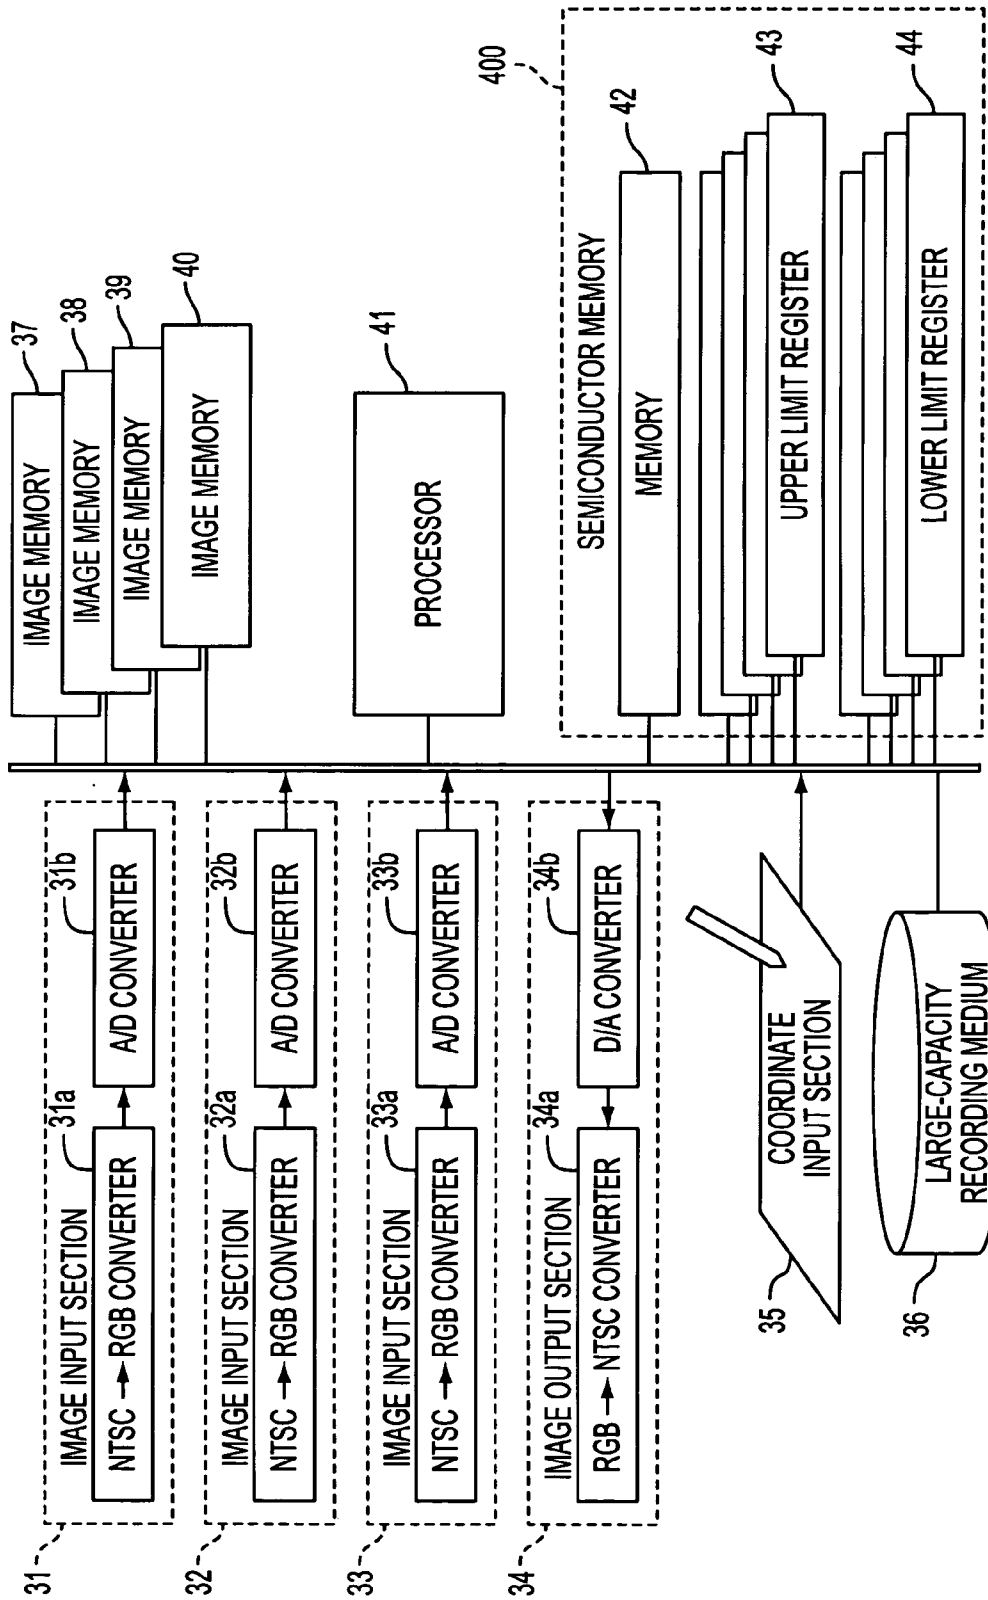 31
IMAGE INPUT SECTION
31a
NTSC → RGB CONVERTER
31b
A/D CONVERTER
32
IMAGE INPUT SECTION
32a
NTSC → RGB CONVERTER
32b
A/D CONVERTER
33
IMAGE INPUT SECTION
33a
NTSC → RGB CONVERTER
33b
A/D CONVERTER
34
IMAGE OUTPUT SECTION
34a
RGB → NTSC CONVERTER
34b
D/A CONVERTER
35
COORDINATE
INPUT SECTION
36
LARGE-CAPACITY
RECORDING MEDIUM
37
IMAGE MEMORY
38
IMAGE MEMORY
39
IMAGE MEMORY
40
IMAGE MEMORY
41
PROCESSOR
400
SEMICONDUCTOR MEMORY
42
MEMORY
43
UPPER LIMIT REGISTER
44
LOWER LIMIT REGISTER